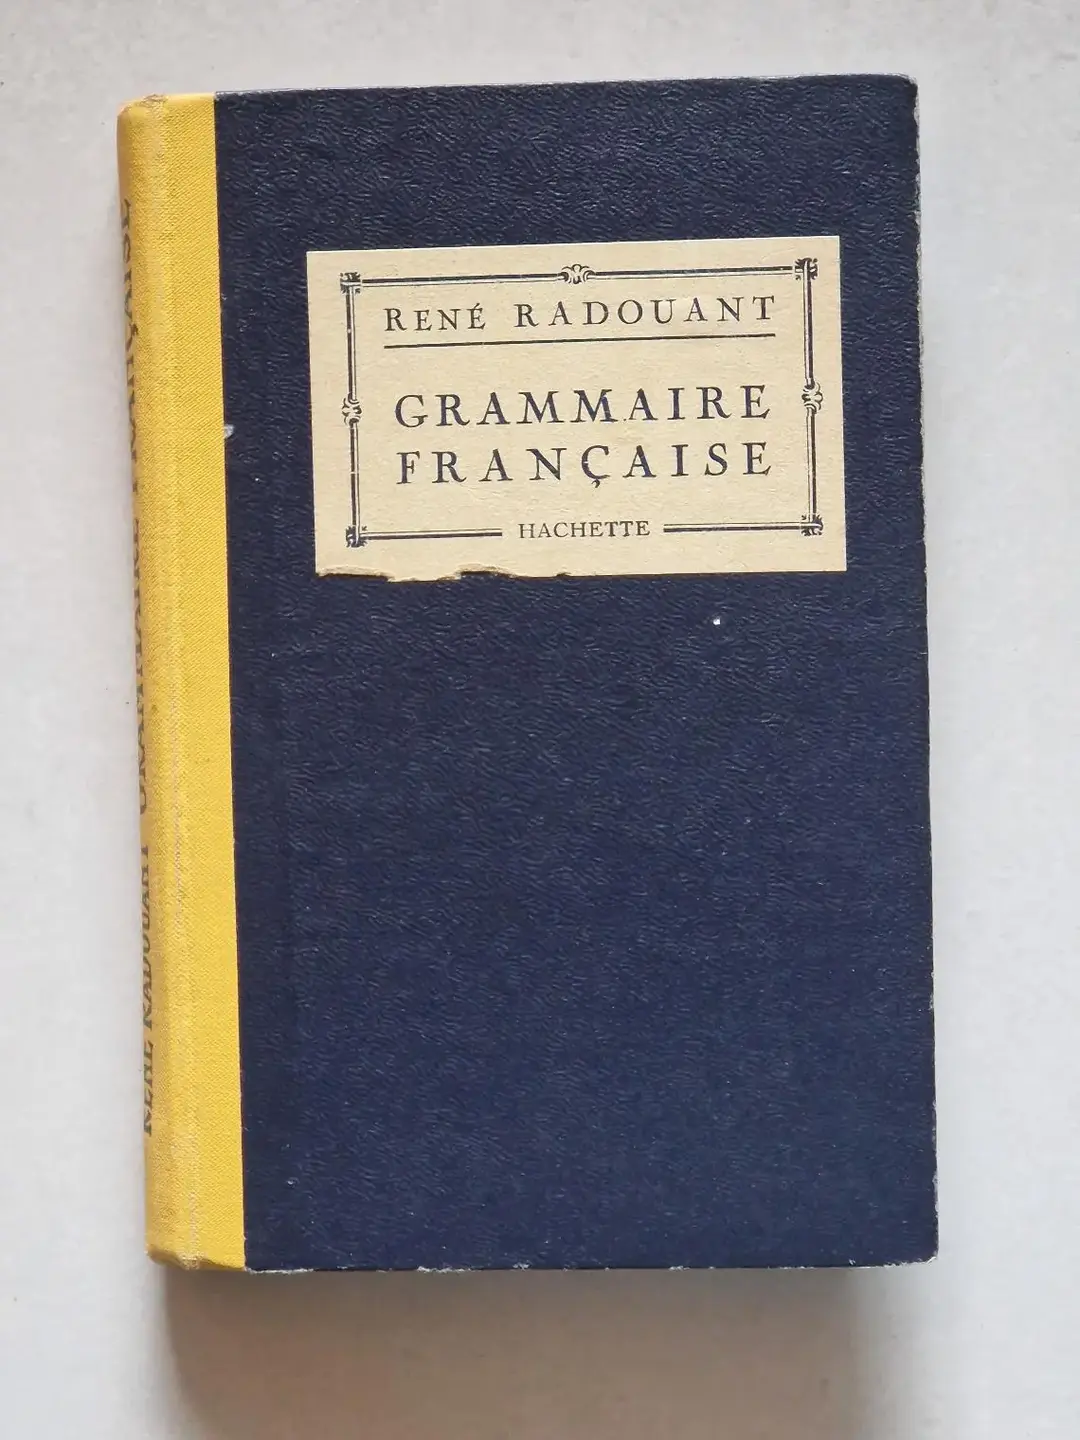 RENÉ RADOUANT
GRAMMAIRE
FRANÇAISE
HACHETTE
RENÉ RADOUANT GRAMMAIRE FRANÇAISE